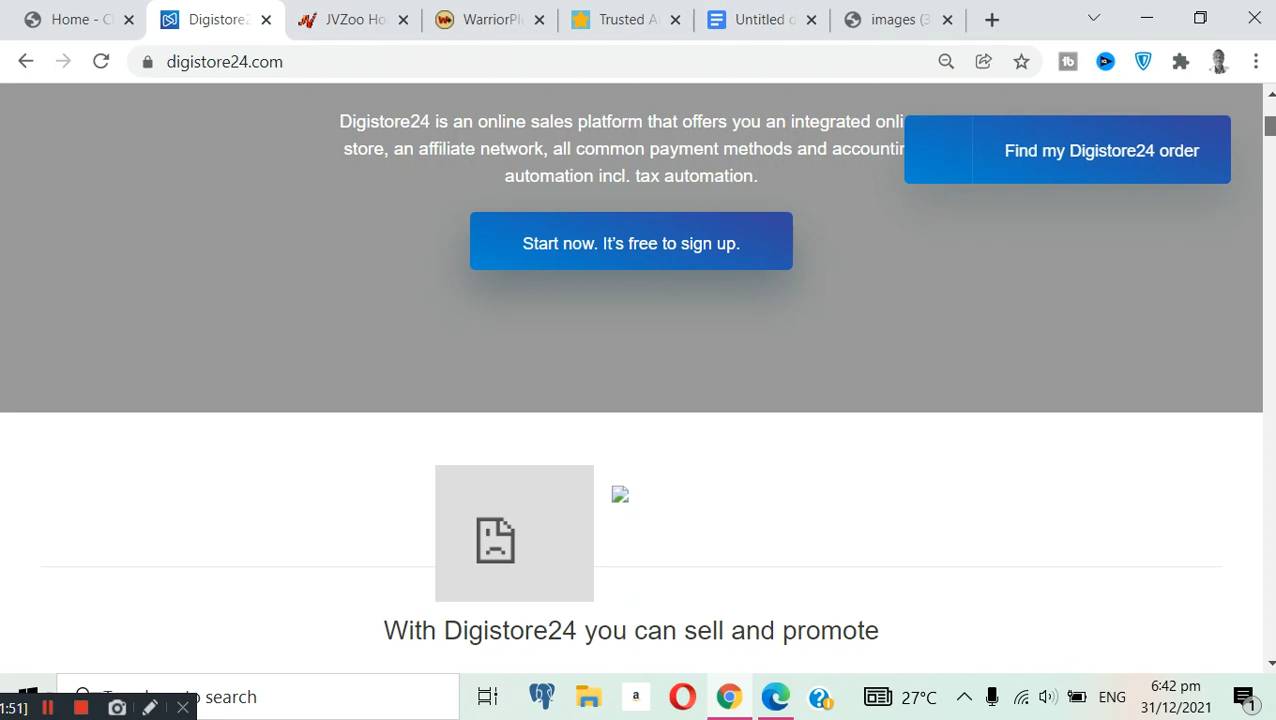 Home - C
Digistore2
JVZoo Ho
WarriorPl
Trusted A
Untitled d
images (3
digistore24.com
Digistore24 is an online sales platform that offers you an integrated onli
store, an affiliate network, all common payment methods and accountin
automation incl. tax automation.
Find my Digistore24 order
Start now. It's free to sign up.
With Digistore24 you can sell and promote
search
1:51]
a
27°C
ENG
6:42 pm
31/12/2021
1